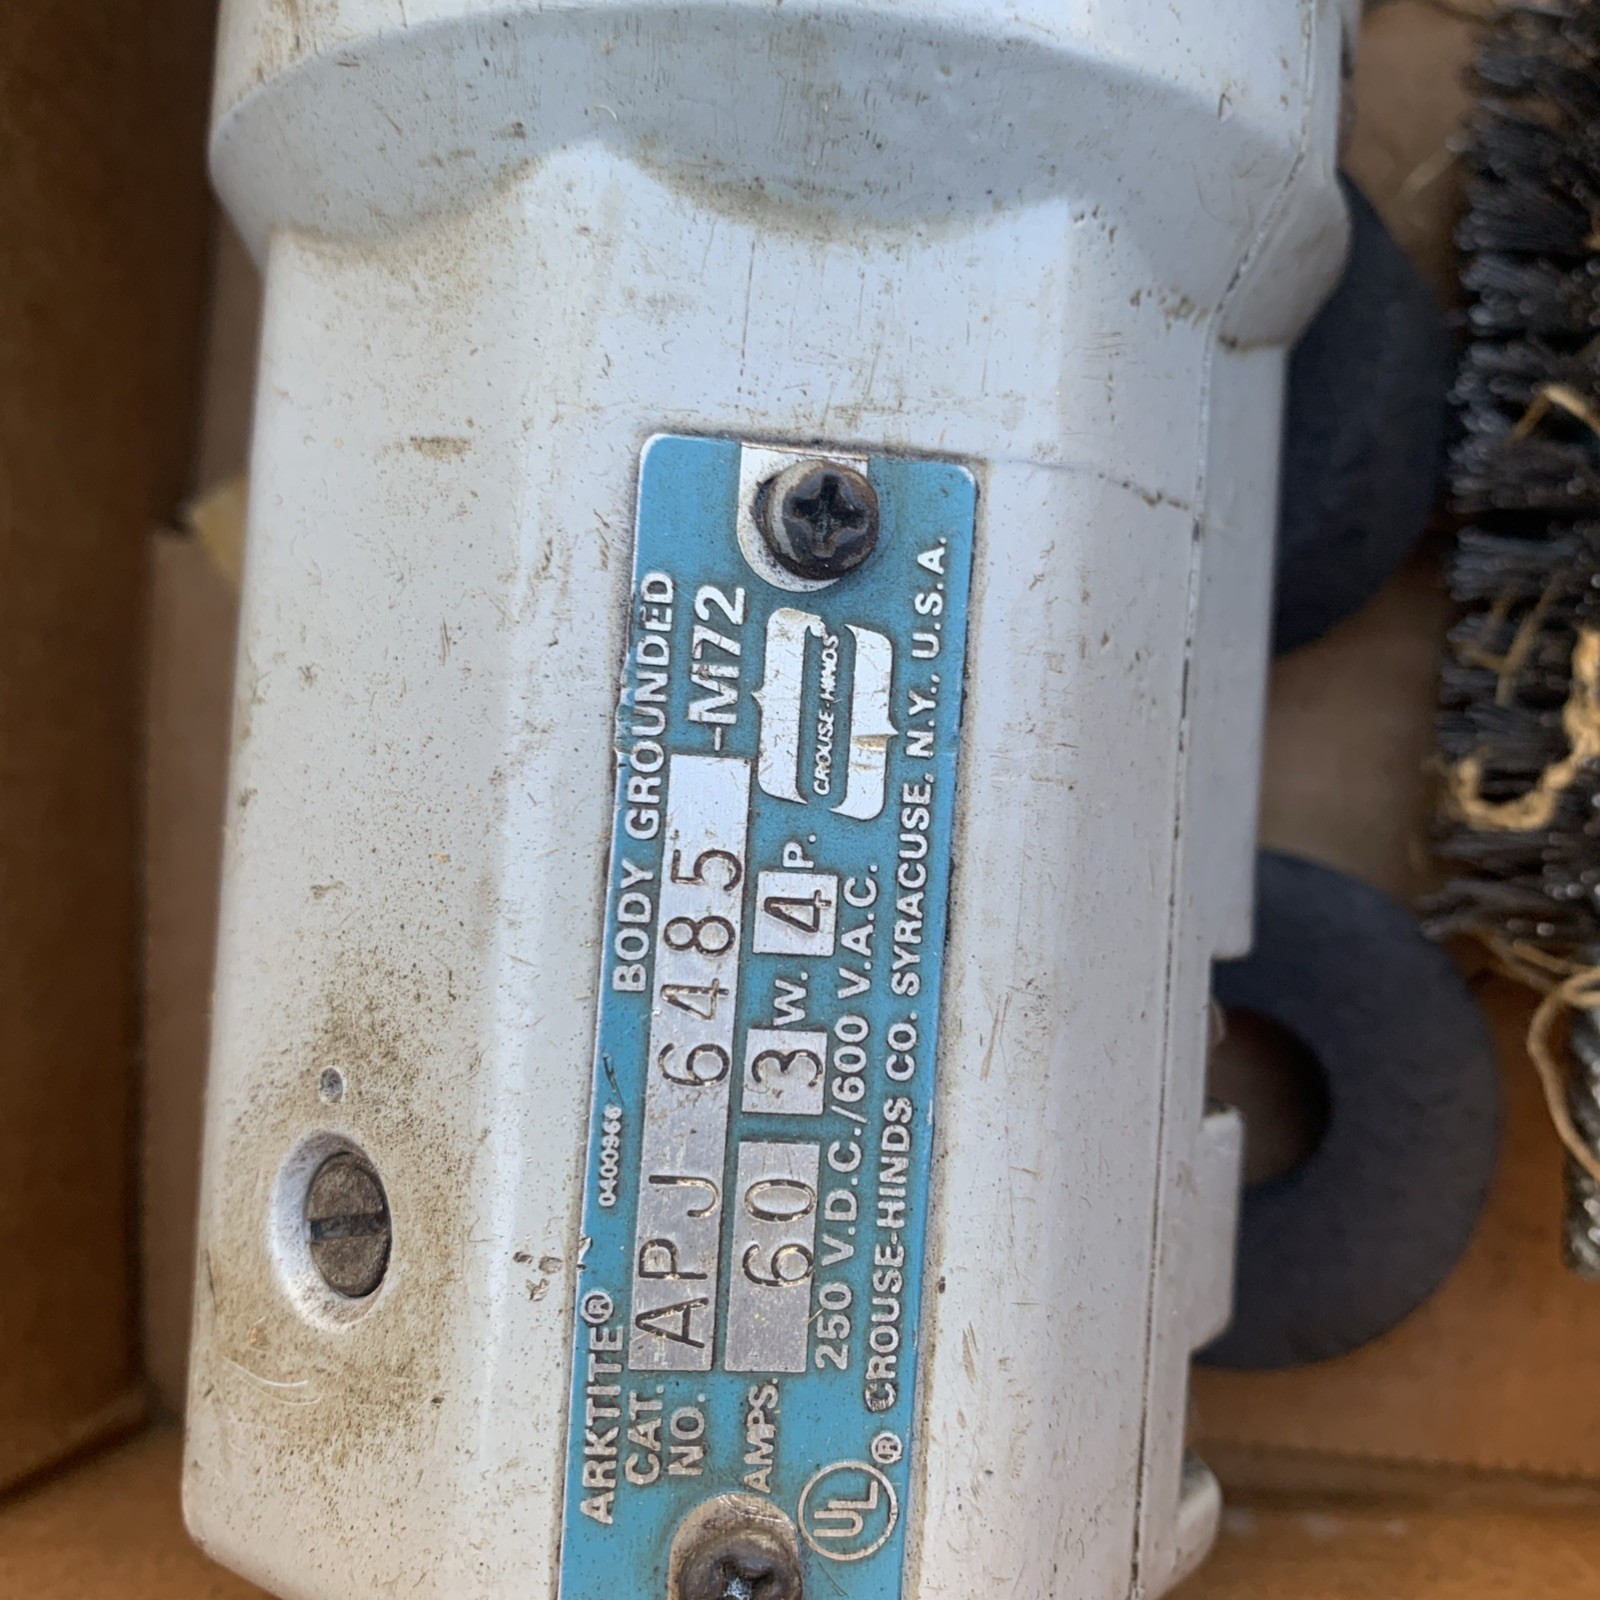 ARKTITE® BODY GROUNDED
0400966
CAT. NO. APJ 6485 -M72
AMPS. 60 3 W. 4 P.
CROUSE-HINDS
250 V.D.C./600 V.A.C.
UL ® CROUSE-HINDS CO. SYRACUSE, N.Y., U.S.A.